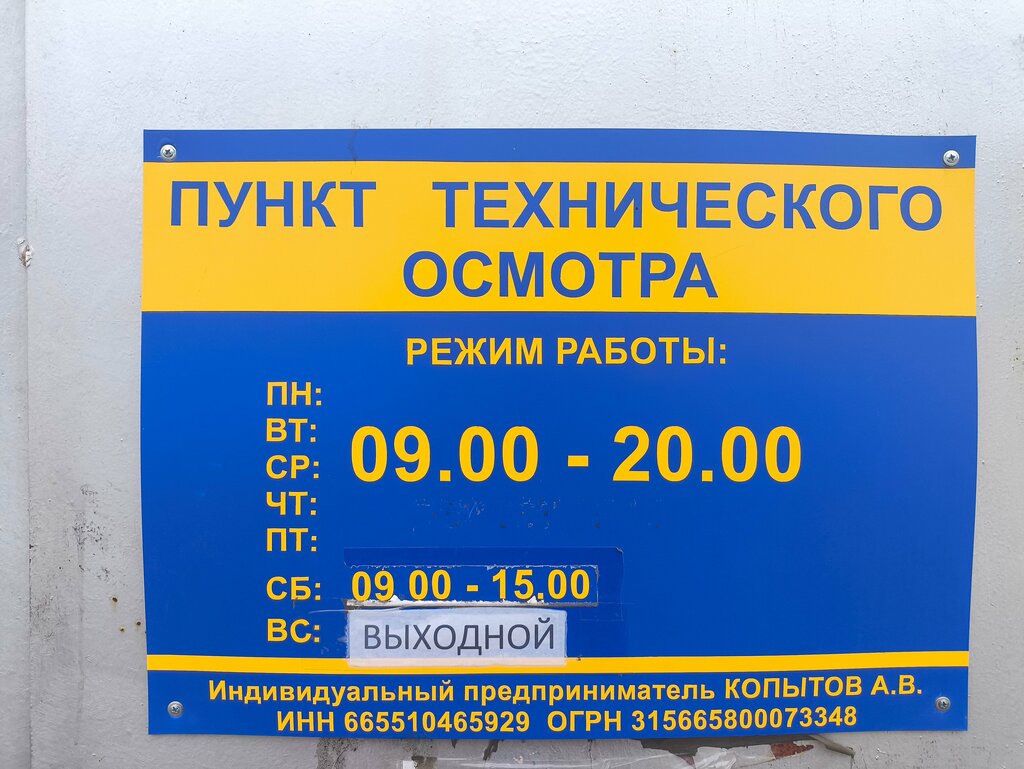 ПУНКТ ТЕХНИЧЕСКОГО
ОСМОТРА
РЕЖИМ РАБОТЫ:
ПН:
ВТ:
СР: 09.00 - 20.00
ЧТ:
ПТ:
СБ: 09 00 - 15.00
ВС: ВЫХОДНОЙ
Индивидуальный предприниматель КОПЫТОВ А.В.
ИНН 665510465929 ОГРН 315665800073348